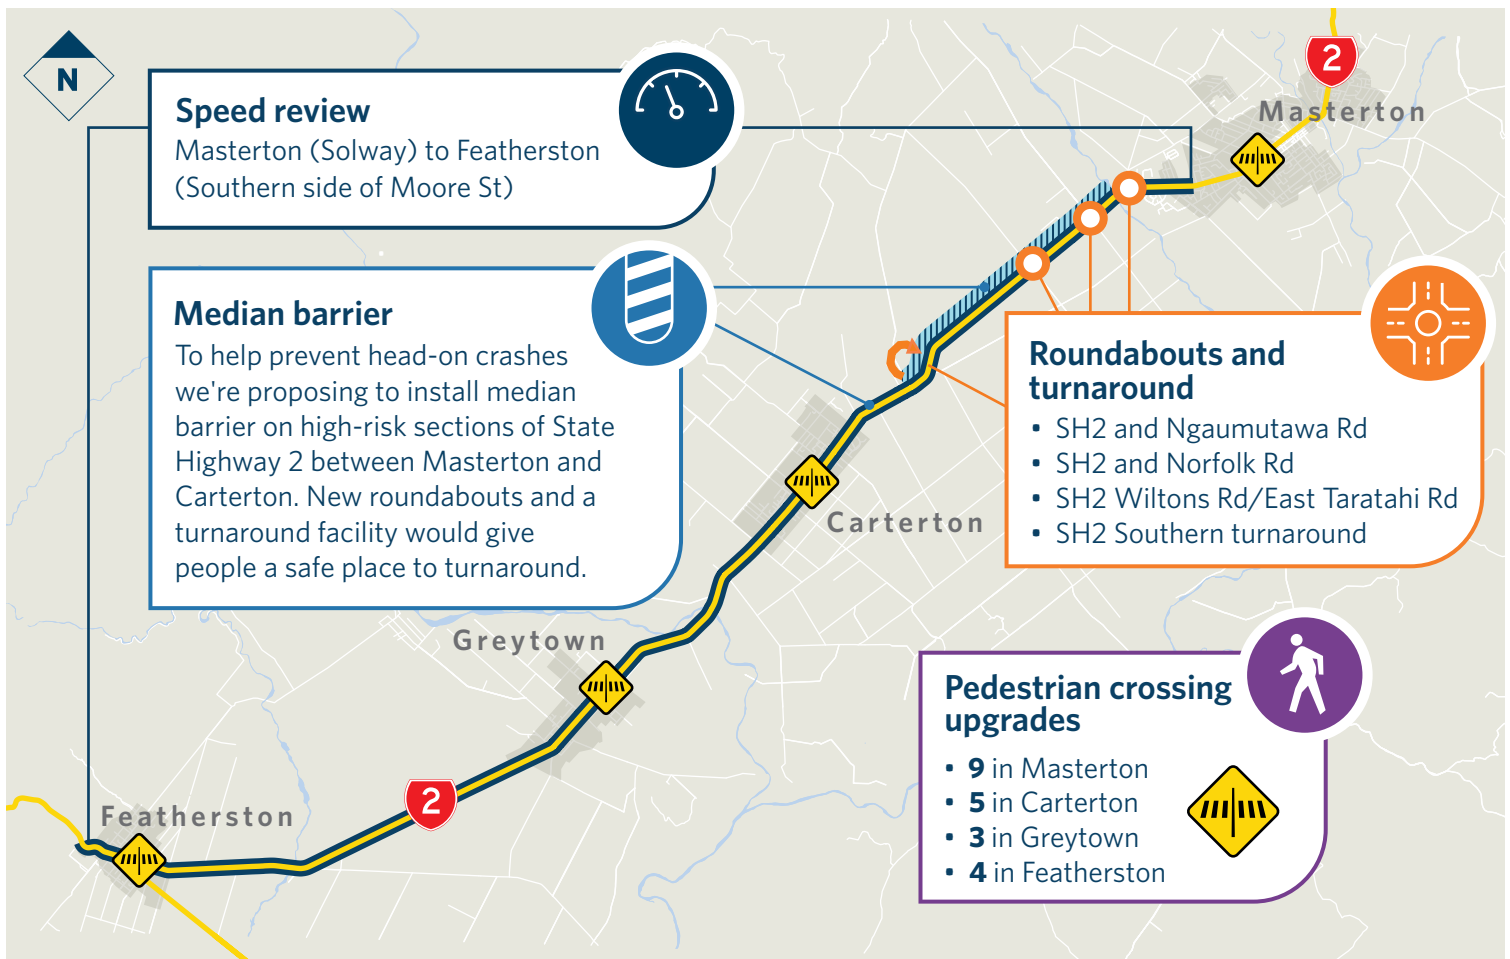 N
Speed review
Masterton (Solway) to Featherston
(Southern side of Moore St)
2
Masterton
Median barrier
To help prevent head-on crashes
we're proposing to install median
barrier on high-risk sections of State
Highway 2 between Masterton and
Carterton. New roundabouts and a
turnaround facility would give
people a safe place to turnaround.
Roundabouts and
turnaround
• SH2 and Ngaumutawa Rd
• SH2 and Norfolk Rd
• SH2 Wiltons Rd/East Taratahi Rd
• SH2 Southern turnaround
Carterton
Greytown
Pedestrian crossing
upgrades
• 9 in Masterton
• 5 in Carterton
• 3 in Greytown
• 4 in Featherston
2
Featherston